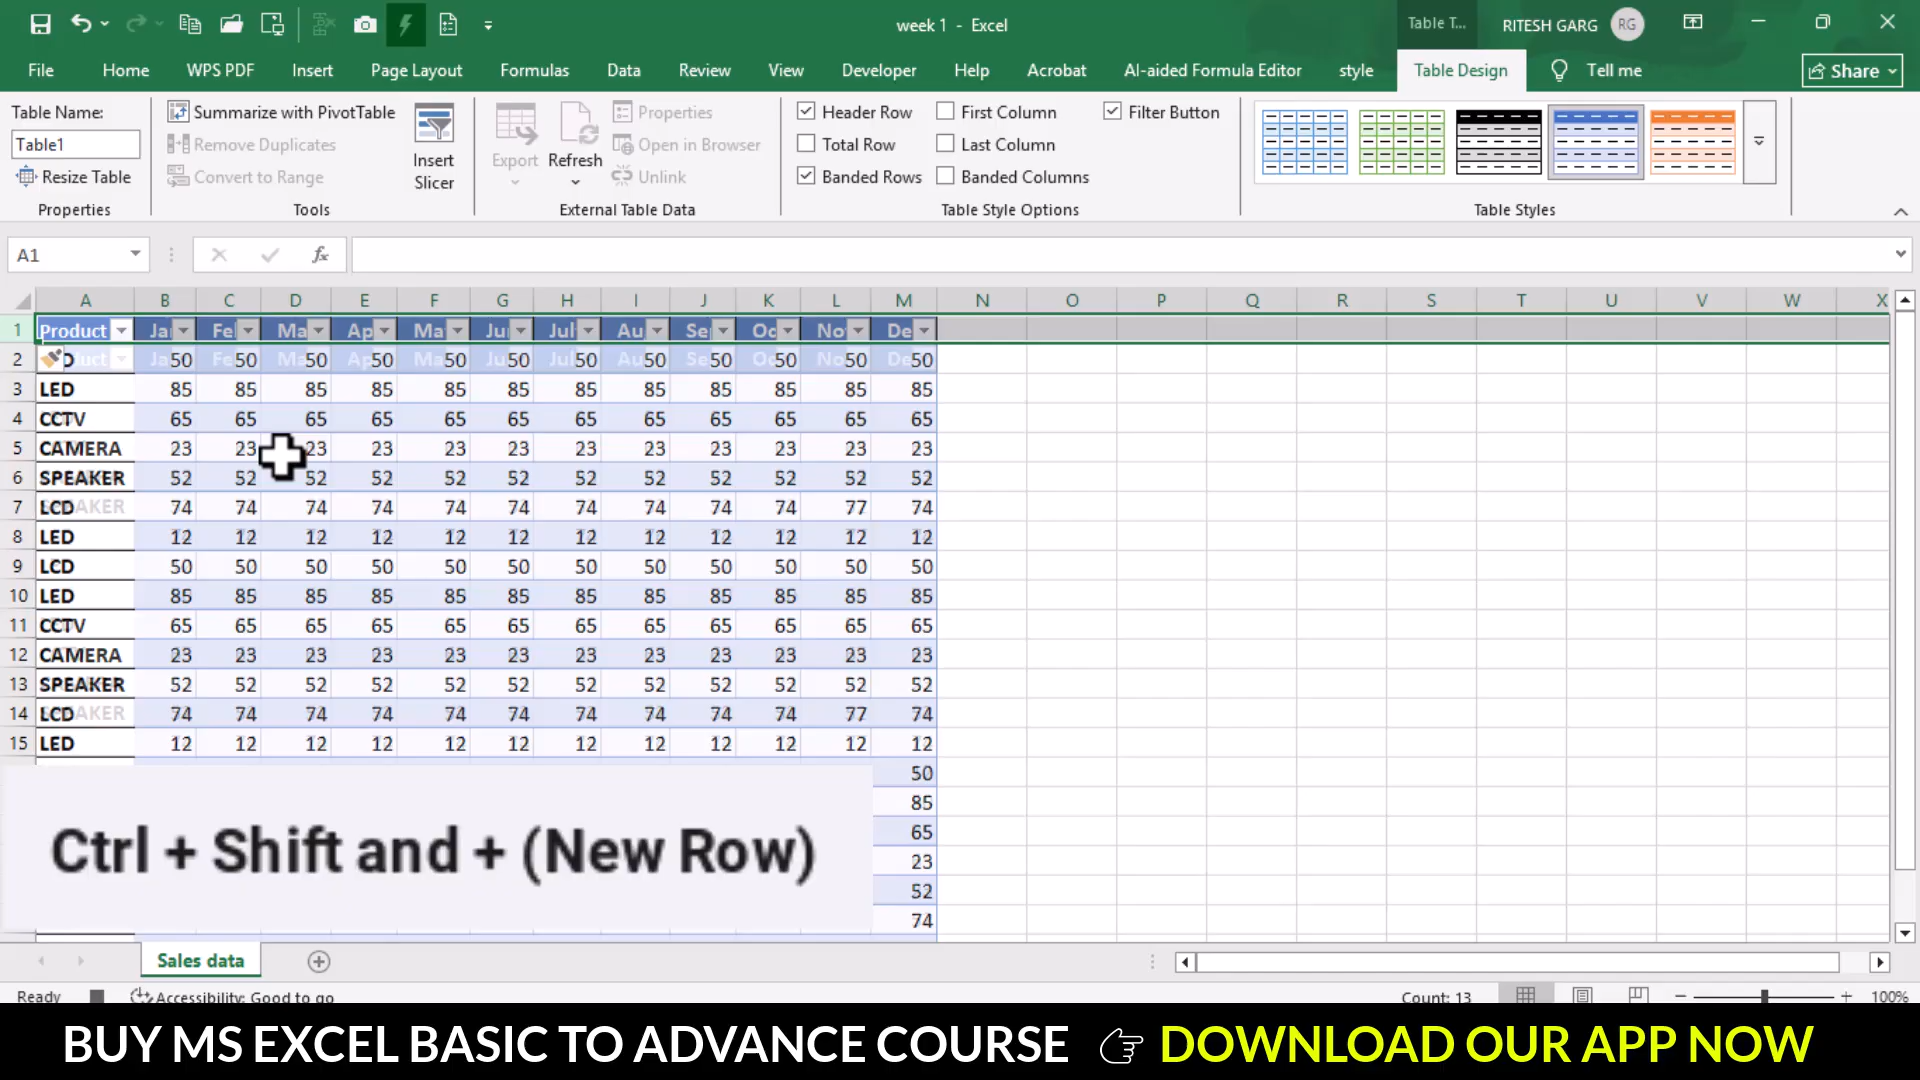 week 1 - Excel
Table T...
RITESH GARG
RG
File
Home
WPS PDF
Insert
Page Layout
Formulas
Data
Review
View
Developer
Help
Acrobat
AI-aided Formula Editor
style
Table Design
Tell me
Share
Table Name:
Table1
Resize Table
Properties
Summarize with PivotTable
Remove Duplicates
Convert to Range
Tools
Insert
Slicer
Export
Refresh
Properties
Open in Browser
Unlink
External Table Data
Header Row
Total Row
Banded Rows
First Column
Last Column
Banded Columns
Filter Button
Table Style Options
Table Styles
A1
fx
A B C D E F G H I J K L M N O P Q R S T U V W X
1 Product Ja Fel Ma Ap Ma Jui Jul Au Se Oc No De
2 50 50 50 50 50 50 50 50 50 50 50 50
3 LED 85 85 85 85 85 85 85 85 85 85 85 85
4 CCTV 65 65 65 65 65 65 65 65 65 65 65 65
5 CAMERA 23 23 23 23 23 23 23 23 23 23 23 23
6 SPEAKER 52 52 52 52 52 52 52 52 52 52 52 52
7 LCD 74 74 74 74 74 74 74 74 74 74 77 74
8 LED 12 12 12 12 12 12 12 12 12 12 12 12
9 LCD 50 50 50 50 50 50 50 50 50 50 50 50
10 LED 85 85 85 85 85 85 85 85 85 85 85 85
11 CCTV 65 65 65 65 65 65 65 65 65 65 65 65
12 CAMERA 23 23 23 23 23 23 23 23 23 23 23 23
13 SPEAKER 52 52 52 52 52 52 52 52 52 52 52 52
14 LCD 74 74 74 74 74 74 74 74 74 74 77 74
15 LED 12 12 12 12 12 12 12 12 12 12 12 12
50
85
65
23
52
74
Ctrl + Shift and + (New Row)
Sales data
Ready
Accessibility: Good to go
Count: 13
100%
BUY MS EXCEL BASIC TO ADVANCE COURSE DOWNLOAD OUR APP NOW